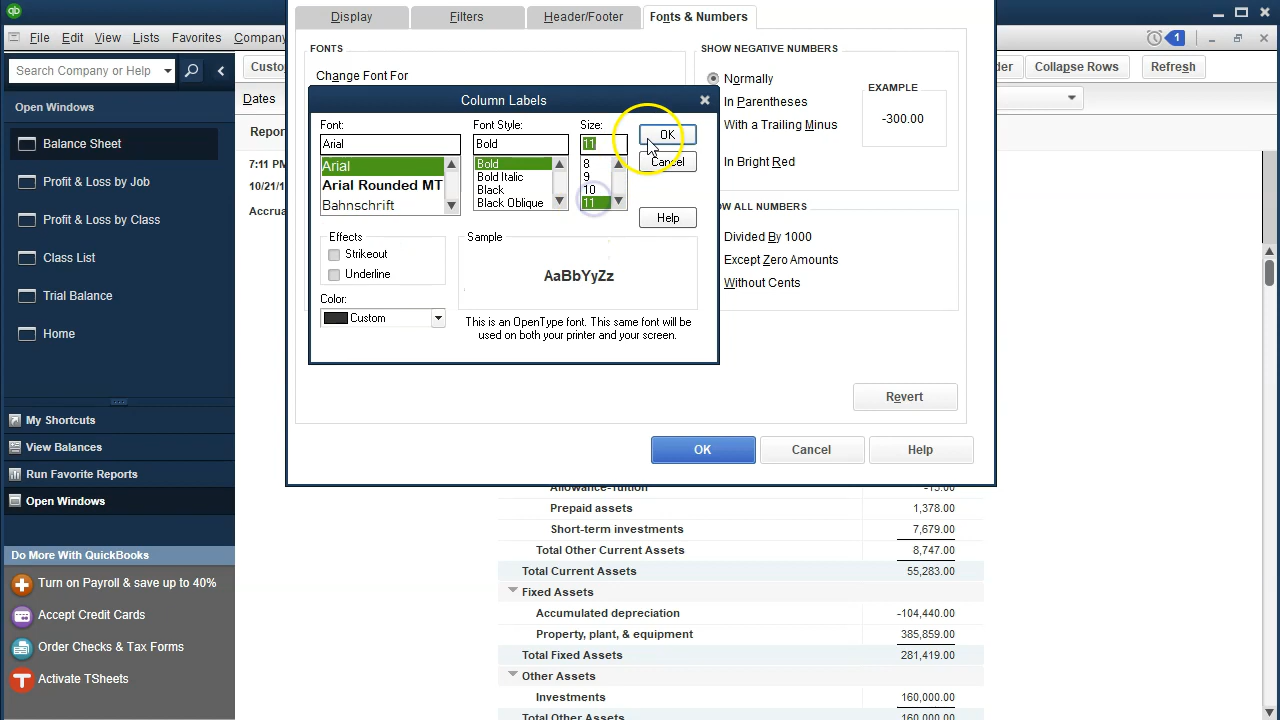 qb
File Edit View Lists Favorites Company
1
Search Company or Help
Open Windows
Balance Sheet
Profit & Loss by Job
Profit & Loss by Class
Class List
Trial Balance
Home
My Shortcuts
View Balances
Run Favorite Reports
Open Windows
Do More With QuickBooks
Turn on Payroll & save up to 40%
Accept Credit Cards
Order Checks & Tax Forms
T Activate TSheets
Dates
7:11 PM
Display Filters Header/Footer Fonts & Numbers
Collapse Rows Refresh
FONTS
Change Font For
SHOW NEGATIVE NUMBERS
Normally
In Parentheses
With a Trailing Minus
In Bright Red
EXAMPLE
-300.00
Divided By 1000
Except Zero Amounts
Without Cents
Revert
OK Cancel Help
Column Labels
Font: Font Style: Size:
Arial Bold 11
Arial
Arial Rounded MT
Bahnschrift
Bold
Bold Italic
Black
Black Oblique
8
9
10
11
OK
Cancel
Help
Effects
Strikeout
Underline
Color:
Custom
Sample
AaBbYyZz
This is an OpenType font. This same font will be
used on both your printer and your screen.
Allowance-Tuition
Prepaid assets 1,378.00
Short-term investments 7,679.00
Total Other Current Assets 8,747.00
Total Current Assets 55,283.00
Fixed Assets
Accumulated depreciation -104,440.00
Property, plant, & equipment 385,859.00
Total Fixed Assets 281,419.00
Other Assets
Investments 160,000.00
Total Other Assets 160,000.00